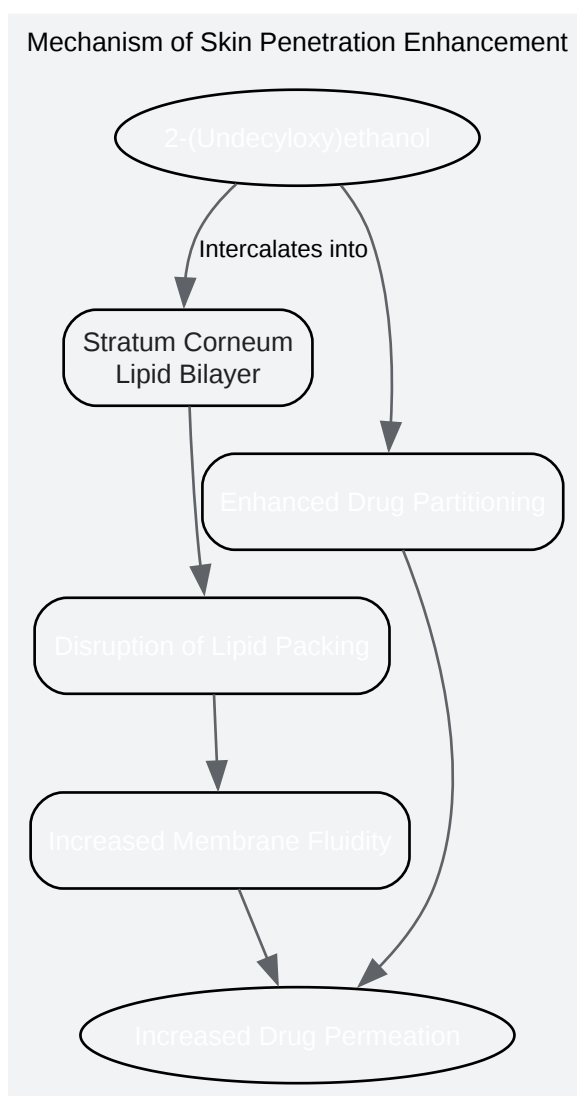 Mechanism of Skin Penetration Enhancement
2-(Undecyloxy)ethanol
Intercalates into
Stratum Corneum
Lipid Bilayer
Enhanced Drug Partitioning
Disruption of Lipid Packing
Increased Membrane Fluidity
Increased Drug Permeation